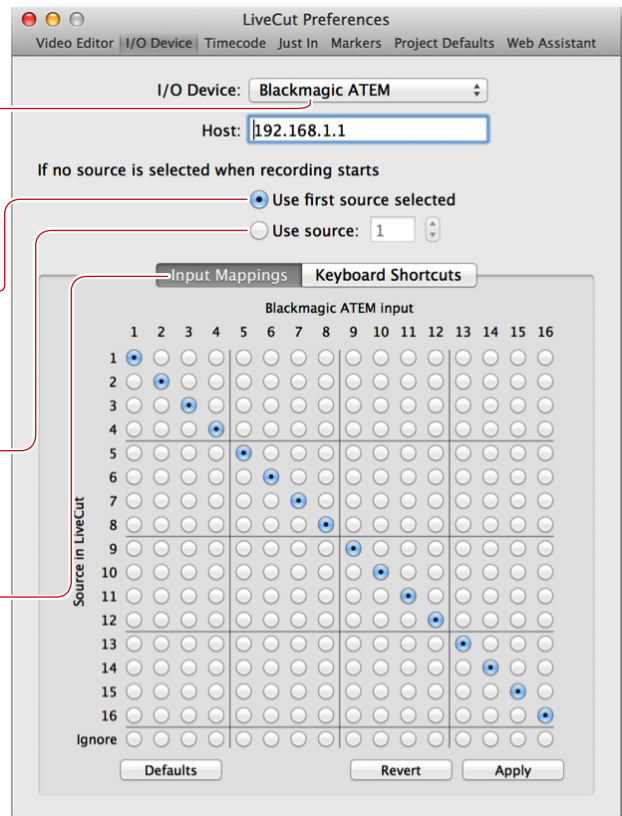 LiveCut Preferences
Video Editor I/O Device Timecode Just In Markers Project Defaults Web Assistant
I/O Device: Blackmagic ATEM
Host: 192.168.1.1
If no source is selected when recording starts
Use first source selected
Use source: 1
Input Mappings Keyboard Shortcuts
Blackmagic ATEM input
1 2 3 4 5 6 7 8 9 10 11 12 13 14 15 16
Source in LiveCut
1
2
3
4
5
6
7
8
9
10
11
12
13
14
15
16
Ignore
Defaults Revert Apply